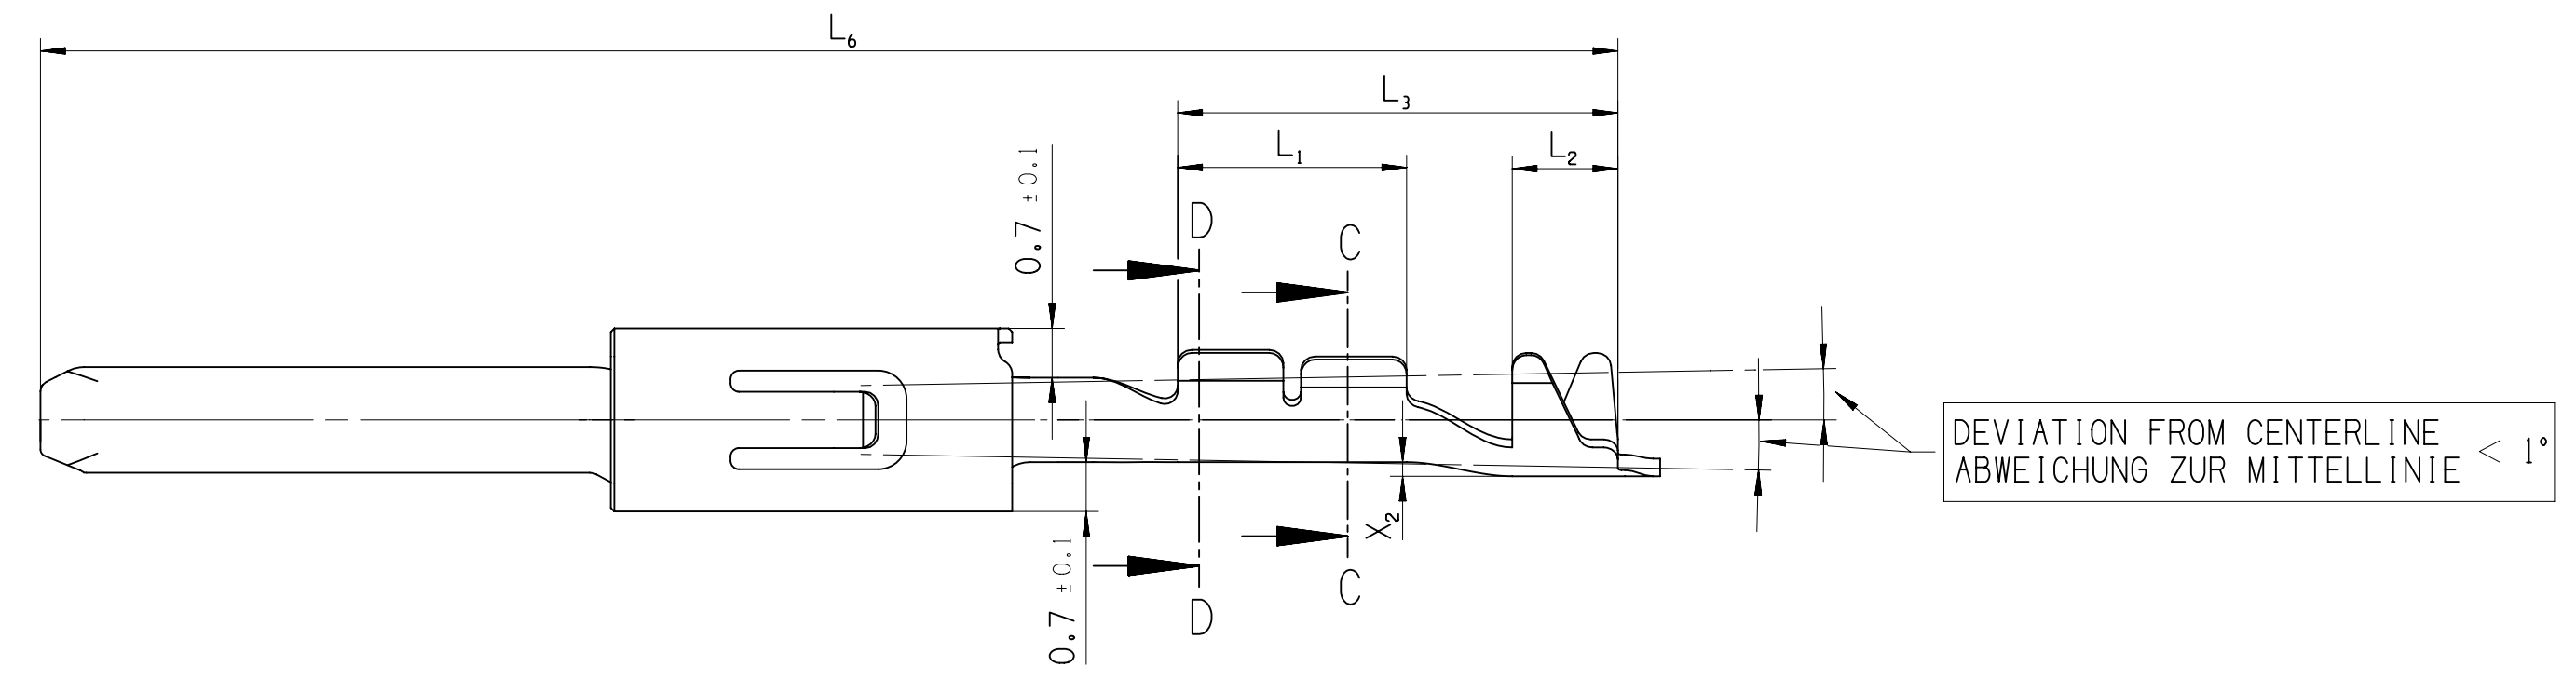 L6
L3
L1
L2
0.7 ±0.1
D
C
DEVIATION FROM CENTERLINE
ABWEICHUNG ZUR MITTELLINIE < 1°
X2
0.7 ±0.1
C
D